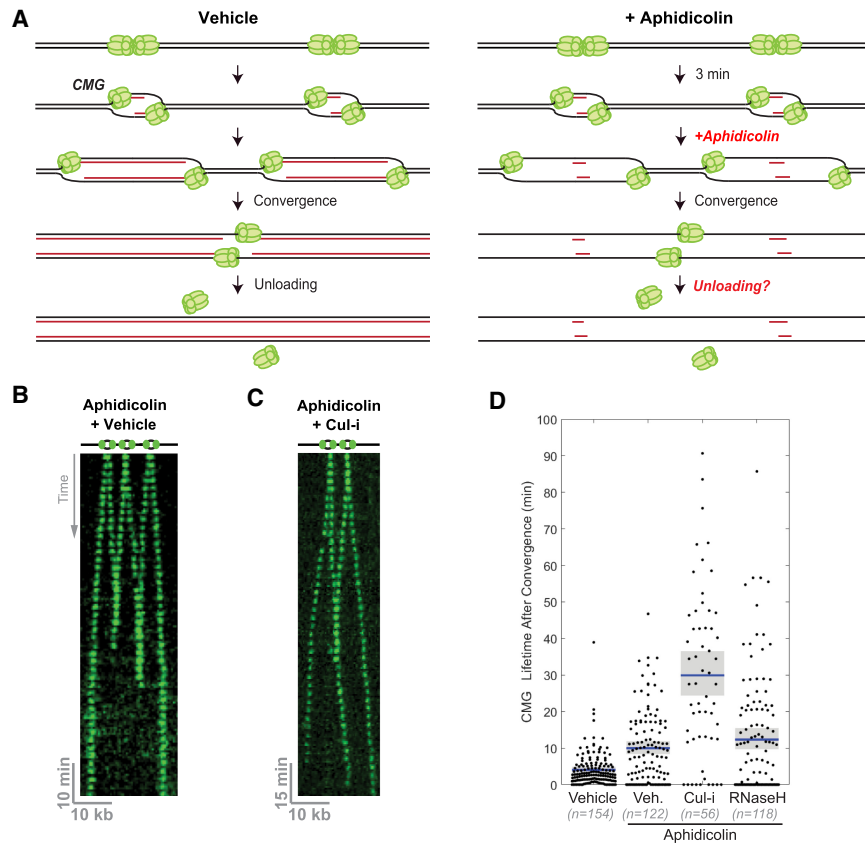 A
Vehicle
+ Aphidicolin
CMG
3 min
+Aphidicolin
Convergence
Convergence
Unloading
Unloading?
B
Aphidicolin
+ Vehicle
Time
10 min
10 kb
C
Aphidicolin
+ Cul-i
15 min
10 kb
D
CMG Lifetime After Convergence (min)
100
90
80
70
60
50
40
30
20
10
0
Vehicle Veh. Cul-i RNaseH
(n=154) (n=122) (n=56) (n=118)
Aphidicolin